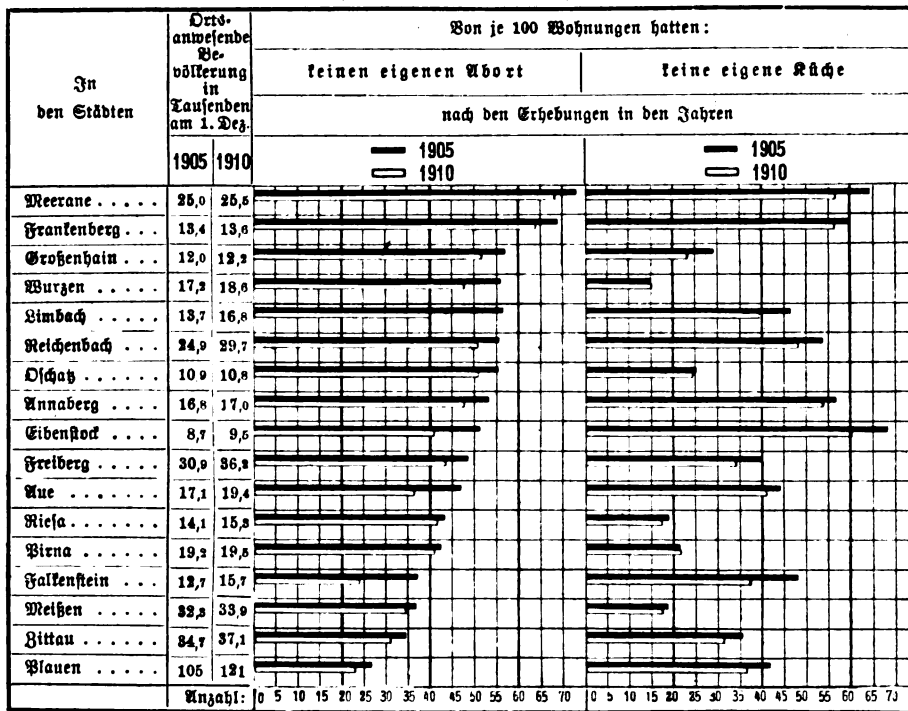 In
den Städten
Orts-
anwesende
Be-
völkerung
in
Tausenden
am 1. Dez.
1905 1910
Von je 100 Wohnungen hatten:
keinen eigenen Abort
keine eigene Küche
nach den Erhebungen in den Jahren
1905
1910
1905
1910
Meerane ..... 25,0 25,5
Frankenberg ... 13,4 13,6
Großenhain ... 12,0 12,2
Wurzen ..... 17,2 18,6
Limbach .... 13,7 16,8
Reichenbach ... 24,9 29,7
Oschatz ...... 10,9 10,8
Annaberg .... 16,8 17,0
Eibenstock .... 8,7 9,5
Freiberg .... 30,9 36,2
Aue ....... 17,1 19,4
Riesa ....... 14,1 15,3
Pirna ...... 19,2 19,5
Falkenstein ... 12,7 15,7
Meißen ..... 32,3 33,9
Zittau ...... 34,7 37,1
Plauen ..... 105 121
Anzahl: 0 5 10 15 20 25 30 35 40 45 50 55 60 65 70 0 5 10 15 20 25 30 35 40 45 50 55 60 65 70